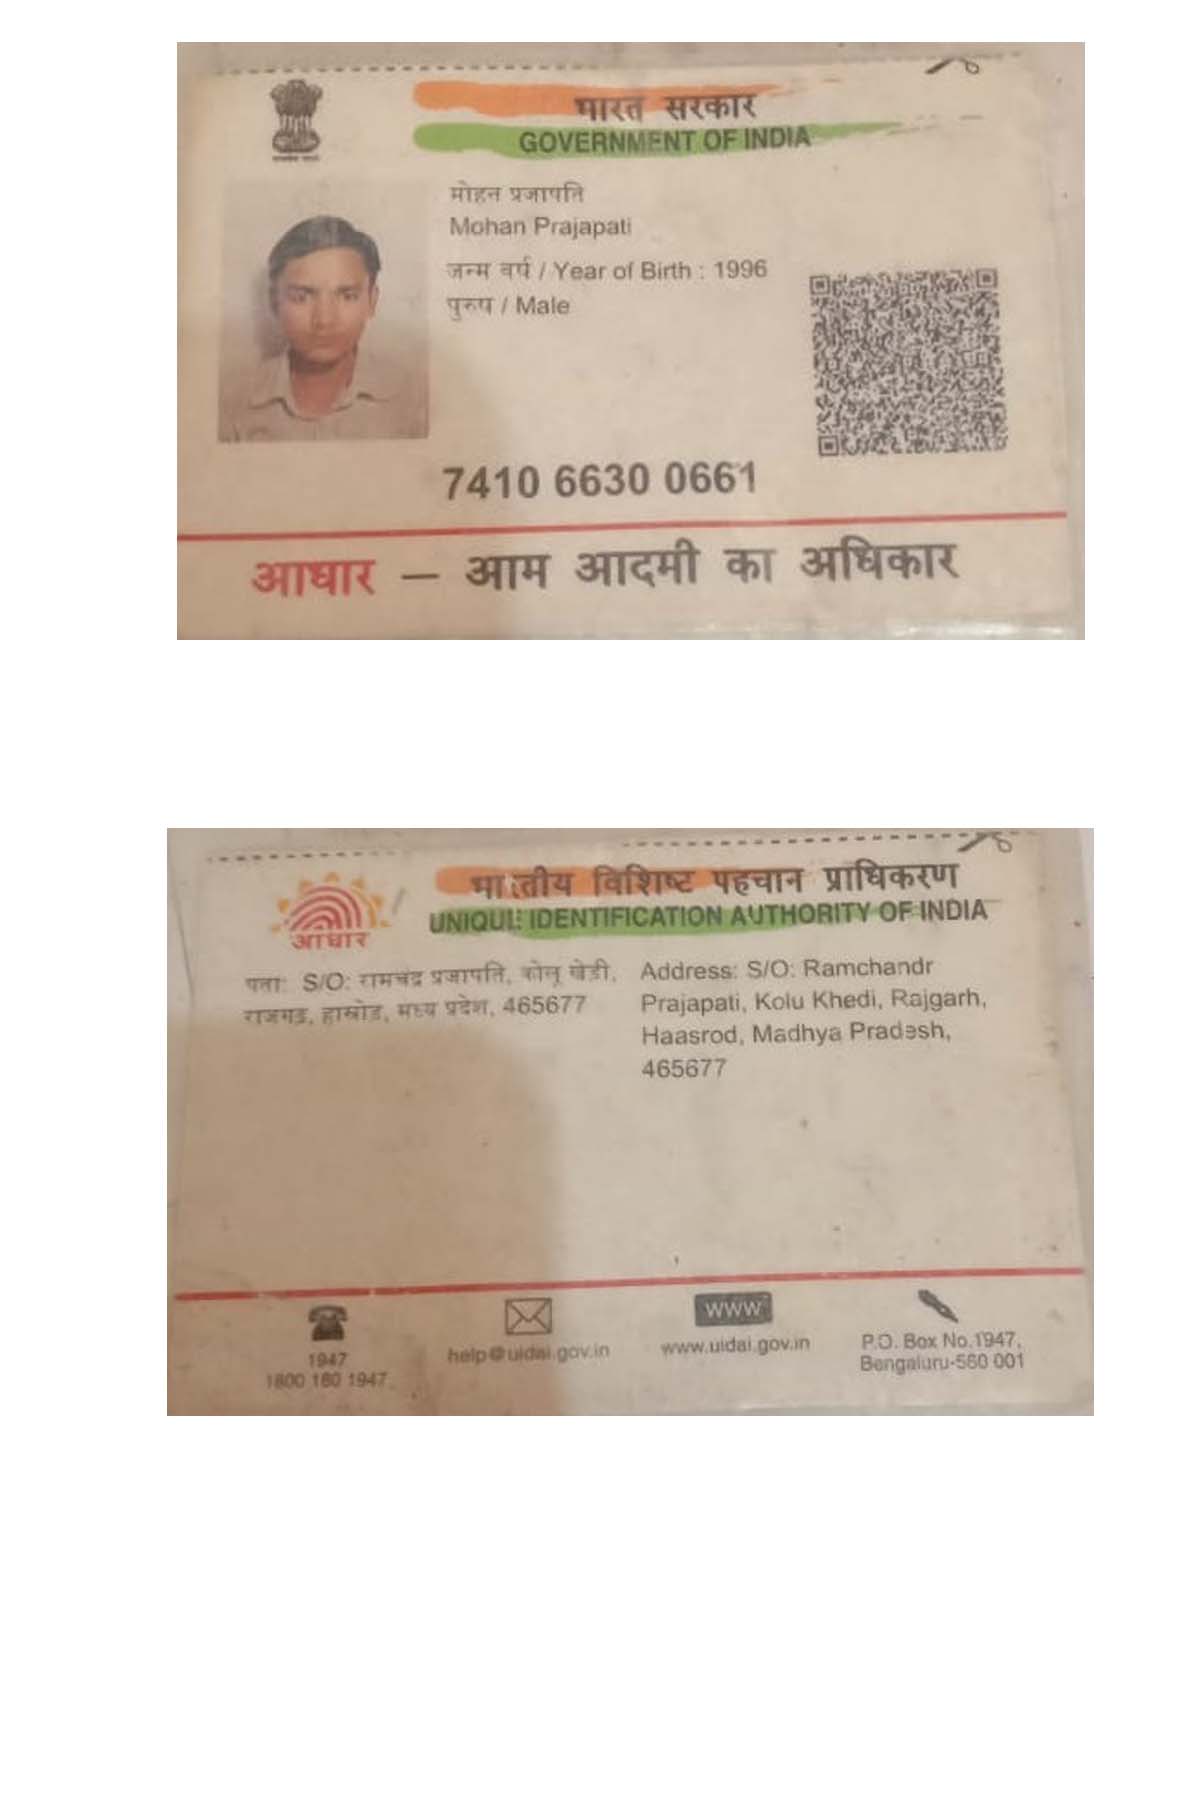 भारत सरकार
GOVERNMENT OF INDIA
मोहन प्रजापति
Mohan Prajapati
जन्म वर्ष / Year of Birth : 1996
पुरुष / Male
7410 6630 0661
आधार – आम आदमी का अधिकार
भारतीय विशिष्ट पहचान प्राधिकरण
UNIQUE IDENTIFICATION AUTHORITY OF INDIA
आधार
पता: S/O: रामचंद्र प्रजापति, कोलू खेडी,
राजगढ़, हास्रोड, मध्य प्रदेश, 465677
Address: S/O: Ramchandr
Prajapati, Kolu Khedi, Rajgarh,
Haasrod, Madhya Pradesh,
465677
1947
1800 180 1947
help@uidai.gov.in
www
www.uidai.gov.in
P.O. Box No.1947,
Bengaluru-560 001